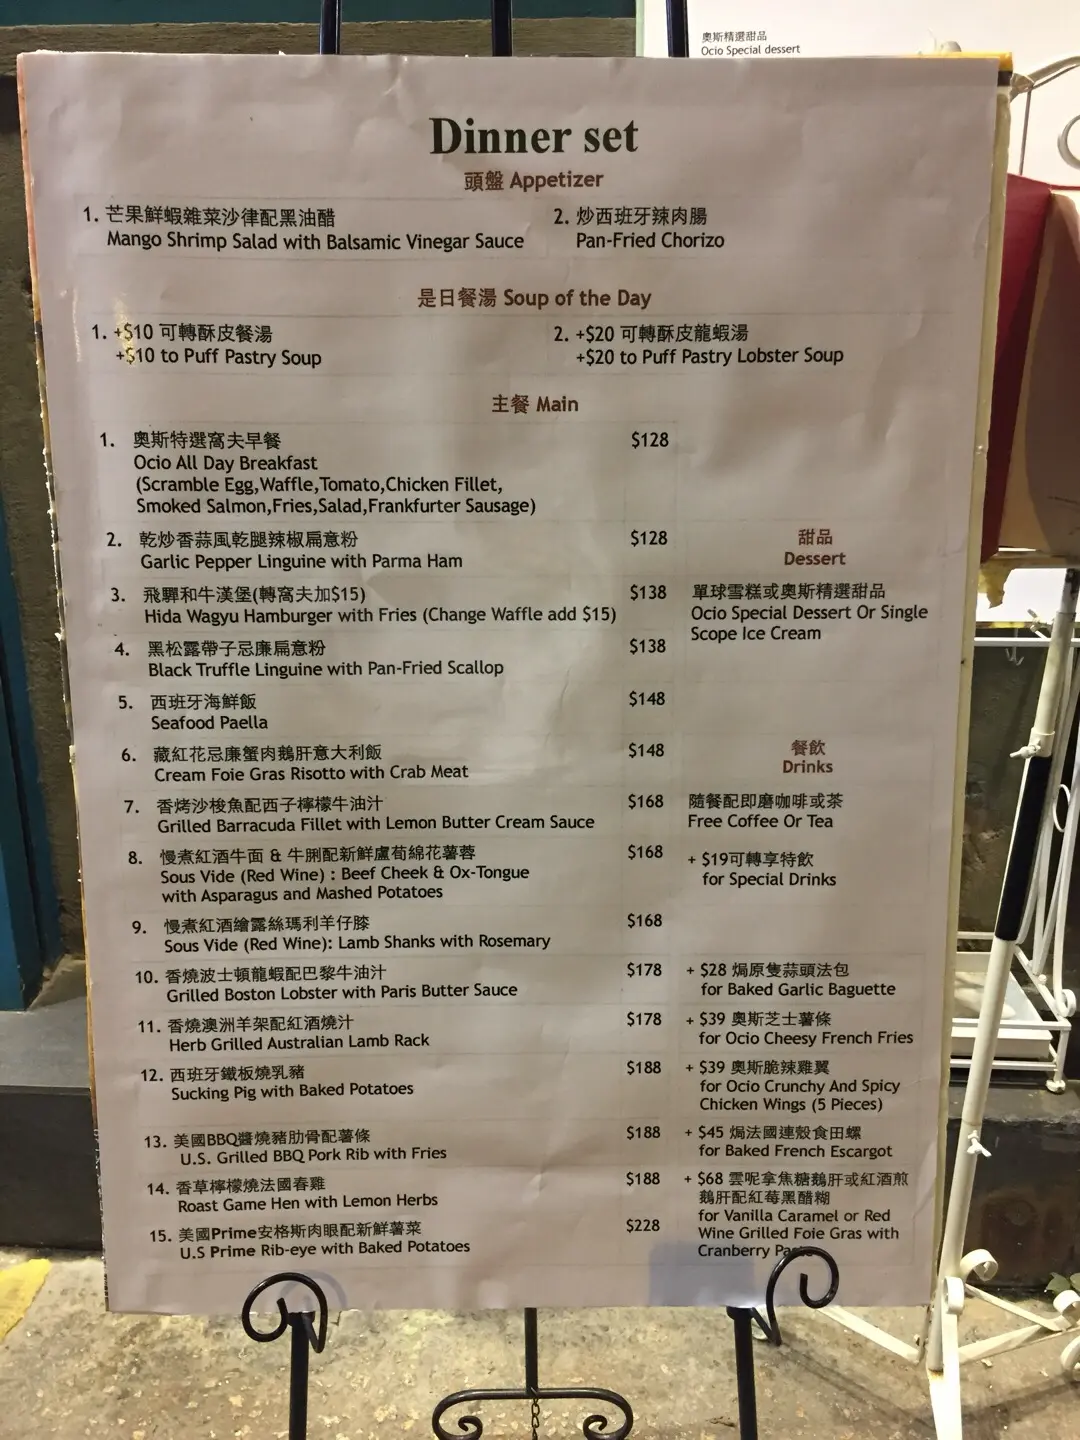 奧斯精選甜品
Ocio Special dessert
Dinner set
頭盤 Appetizer
1. 芒果鮮蝦雜菜沙律配黑油醋
Mango Shrimp Salad with Balsamic Vinegar Sauce
2. 炒西班牙辣肉腸
Pan-Fried Chorizo
是日餐湯 Soup of the Day
1. +$10 可轉酥皮餐湯
+$10 to Puff Pastry Soup
2. +$20 可轉酥皮龍蝦湯
+$20 to Puff Pastry Lobster Soup
主餐 Main
1. 奧斯特選窩夫早餐 $128
Ocio All Day Breakfast
(Scramble Egg,Waffle,Tomato,Chicken Fillet,
Smoked Salmon,Fries,Salad,Frankfurter Sausage)
2. 乾炒香蒜風乾腿辣椒扁意粉 $128
Garlic Pepper Linguine with Parma Ham
3. 飛驒和牛漢堡(轉窩夫加$15) $138
Hida Wagyu Hamburger with Fries (Change Waffle add $15)
4. 黑松露帶子忌廉扁意粉 $138
Black Truffle Linguine with Pan-Fried Scallop
5. 西班牙海鮮飯 $148
Seafood Paella
6. 藏紅花忌廉蟹肉鵝肝意大利飯 $148
Cream Foie Gras Risotto with Crab Meat
7. 香烤沙梭魚配西子檸檬牛油汁 $168
Grilled Barracuda Fillet with Lemon Butter Cream Sauce
8. 慢煮紅酒牛面 & 牛脷配新鮮盧荀綿花薯蓉 $168
Sous Vide (Red Wine) : Beef Cheek & Ox-Tongue
with Asparagus and Mashed Potatoes
9. 慢煮紅酒繪露絲瑪利羊仔膝 $168
Sous Vide (Red Wine): Lamb Shanks with Rosemary
10. 香燒波士頓龍蝦配巴黎牛油汁 $178
Grilled Boston Lobster with Paris Butter Sauce
11. 香燒澳洲羊架配紅酒燒汁 $178
Herb Grilled Australian Lamb Rack
12. 西班牙鐵板燒乳豬 $188
Sucking Pig with Baked Potatoes
13. 美國BBQ醬燒豬肋骨配薯條 $188
U.S. Grilled BBQ Pork Rib with Fries
14. 香草檸檬燒法國春雞 $188
Roast Game Hen with Lemon Herbs
15. 美國Prime安格斯肉眼配新鮮薯菜 $228
U.S Prime Rib-eye with Baked Potatoes
甜品
Dessert
單球雪糕或奧斯精選甜品
Ocio Special Dessert Or Single
Scope Ice Cream
餐飲
Drinks
隨餐配即磨咖啡或茶
Free Coffee Or Tea
+ $19可轉享特飲
for Special Drinks
+ $28 焗原隻蒜頭法包
for Baked Garlic Baguette
+ $39 奧斯芝士薯條
for Ocio Cheesy French Fries
+ $39 奧斯脆辣雞翼
for Ocio Crunchy And Spicy
Chicken Wings (5 Pieces)
+ $45 焗法國連殼食田螺
for Baked French Escargot
+ $68 雲呢拿焦糖鵝肝或紅酒煎
鵝肝配紅莓黑醋糊
for Vanilla Caramel or Red
Wine Grilled Foie Gras with
Cranberry